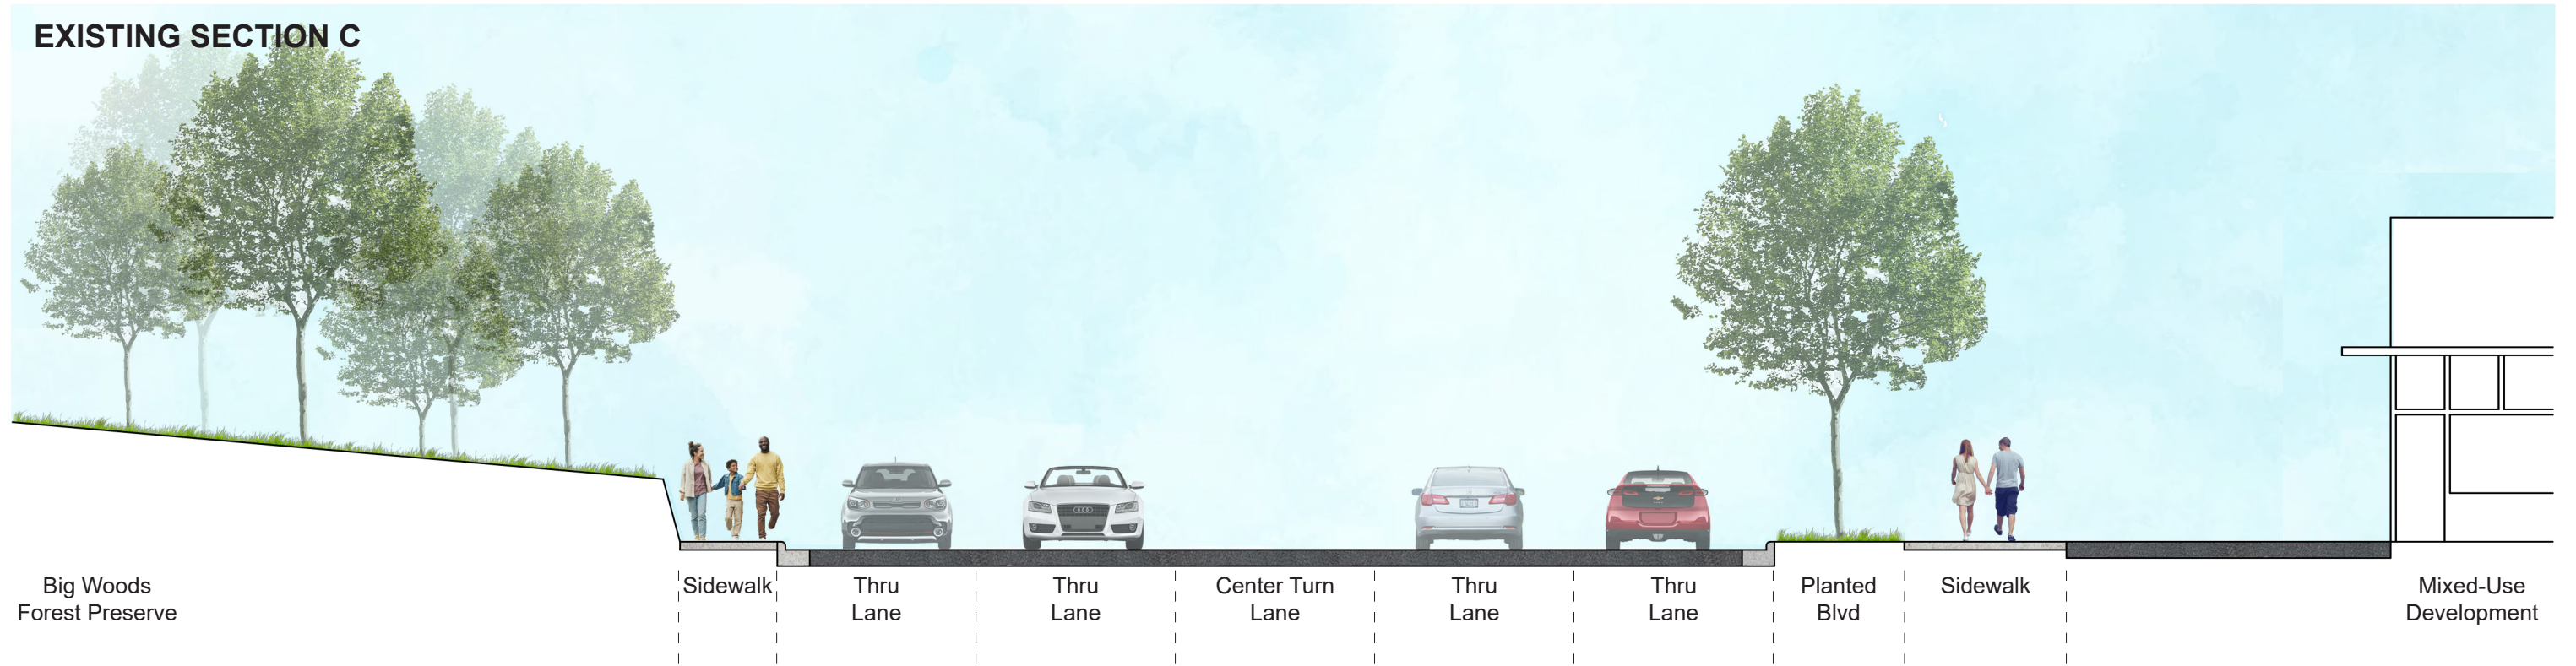 EXISTING SECTION C
Big Woods
Forest Preserve
Sidewalk
Thru
Lane
Thru
Lane
Center Turn
Lane
Thru
Lane
Thru
Lane
Planted
Blvd
Sidewalk
Mixed-Use
Development